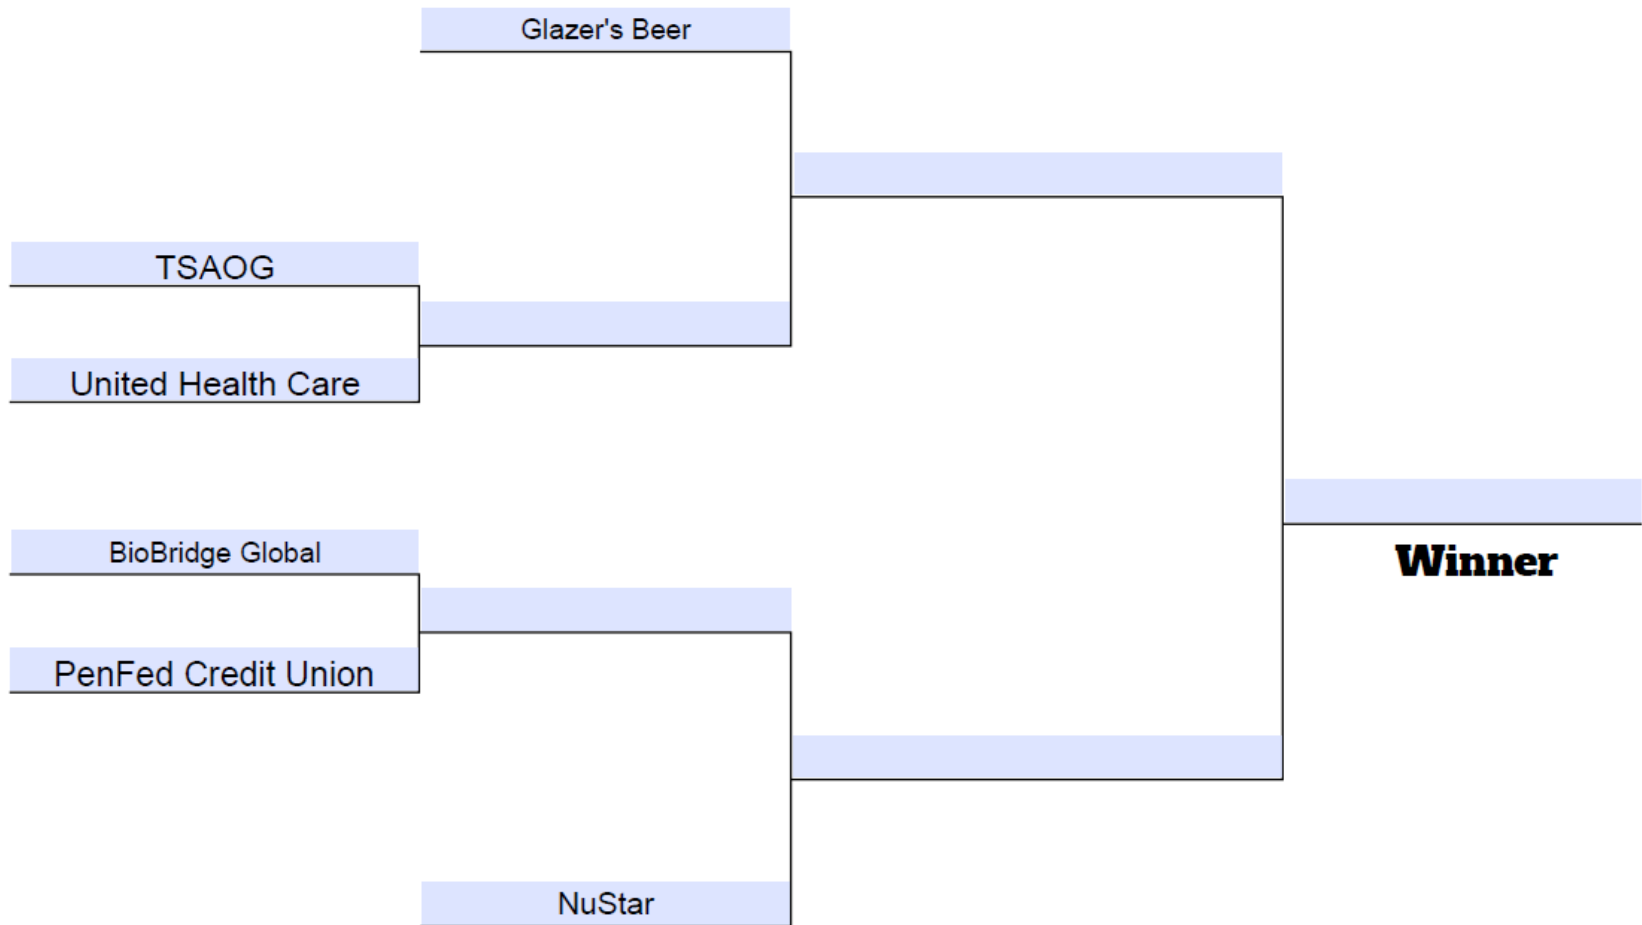 Glazer's Beer
TSAOG
United Health Care
BioBridge Global
Winner
PenFed Credit Union
NuStar